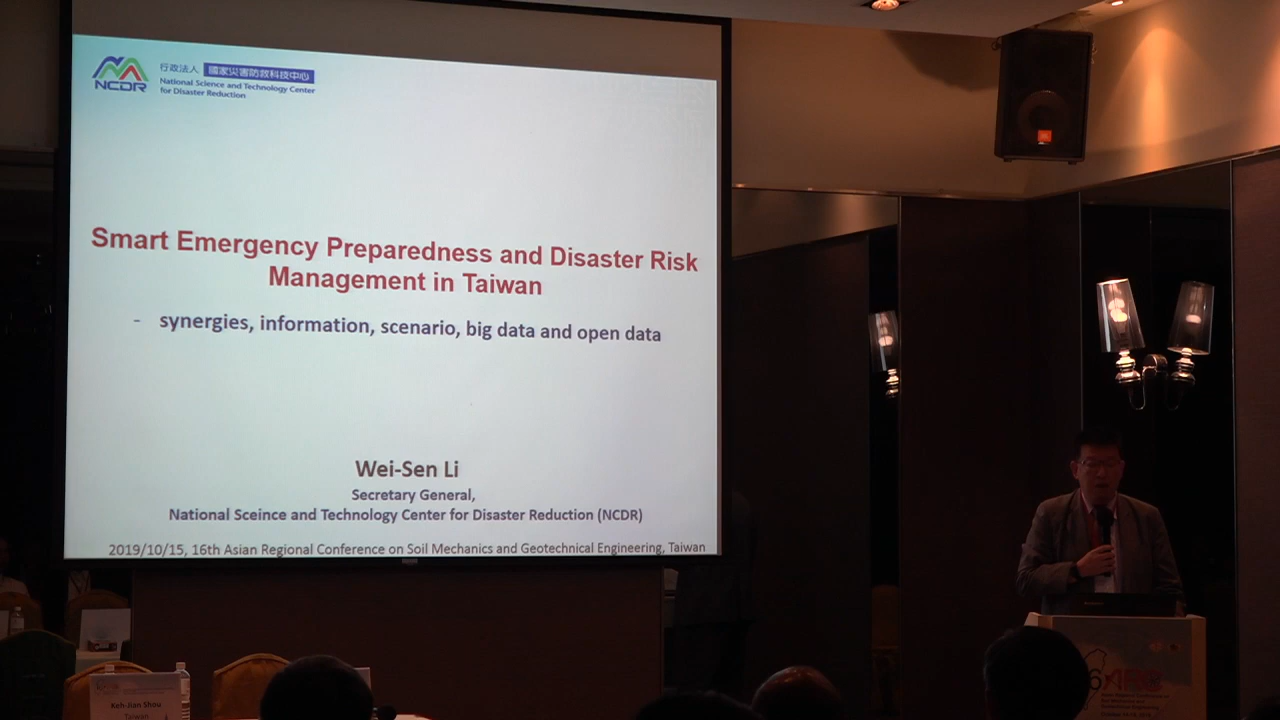 NCDR
行政法人 國家災害防救科技中心
National Science and Technology Center
for Disaster Reduction
Smart Emergency Preparedness and Disaster Risk
Management in Taiwan
- synergies, information, scenario, big data and open data
Wei-Sen Li
Secretary General,
National Sceince and Technology Center for Disaster Reduction (NCDR)
2019/10/15, 16th Asian Regional Conference on Soil Mechanics and Geotechnical Engineering, Taiwan
JBL
Keh-Jian Shou
Taiwan